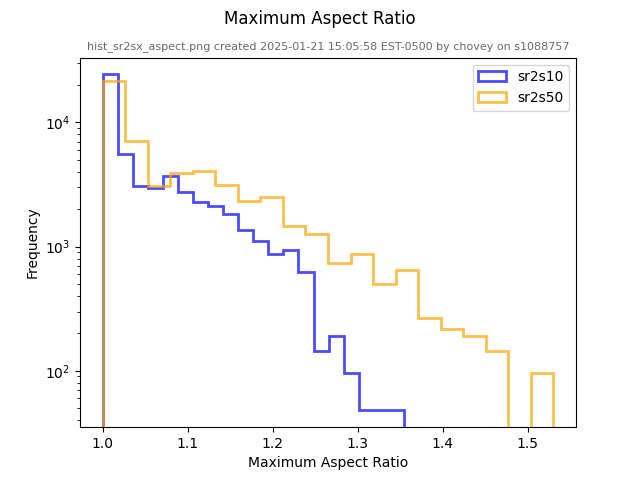 Maximum Aspect Ratio
hist_sr2sx_aspect.png created 2025-01-21 15:05:58 EST-0500 by chovey on s1088757
sr2s10
sr2s50
10⁴
10³
10²
Frequency
1.0 1.1 1.2 1.3 1.4 1.5
Maximum Aspect Ratio